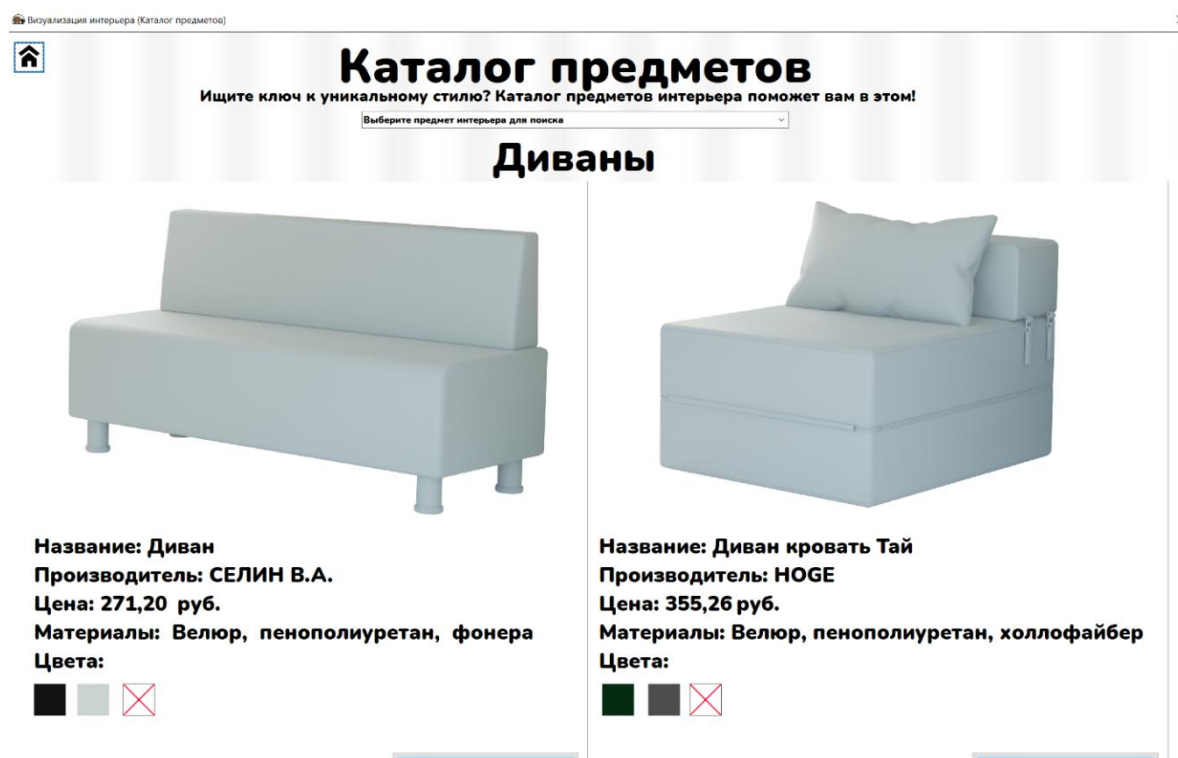 Визуализация интерьера (Каталог предметов)
Каталог предметов
Ищите ключ к уникальному стилю? Каталог предметов интерьера поможет вам в этом!
Выберите предмет интерьера для поиска
Диваны
Название: Диван
Производитель: СЕЛИН В.А.
Цена: 271,20 руб.
Материалы: Велюр, пенополиуретан, фонера
Цвета:
Название: Диван кровать Тай
Производитель: HOGE
Цена: 355,26 руб.
Материалы: Велюр, пенополиуретан, холлофайбер
Цвета: